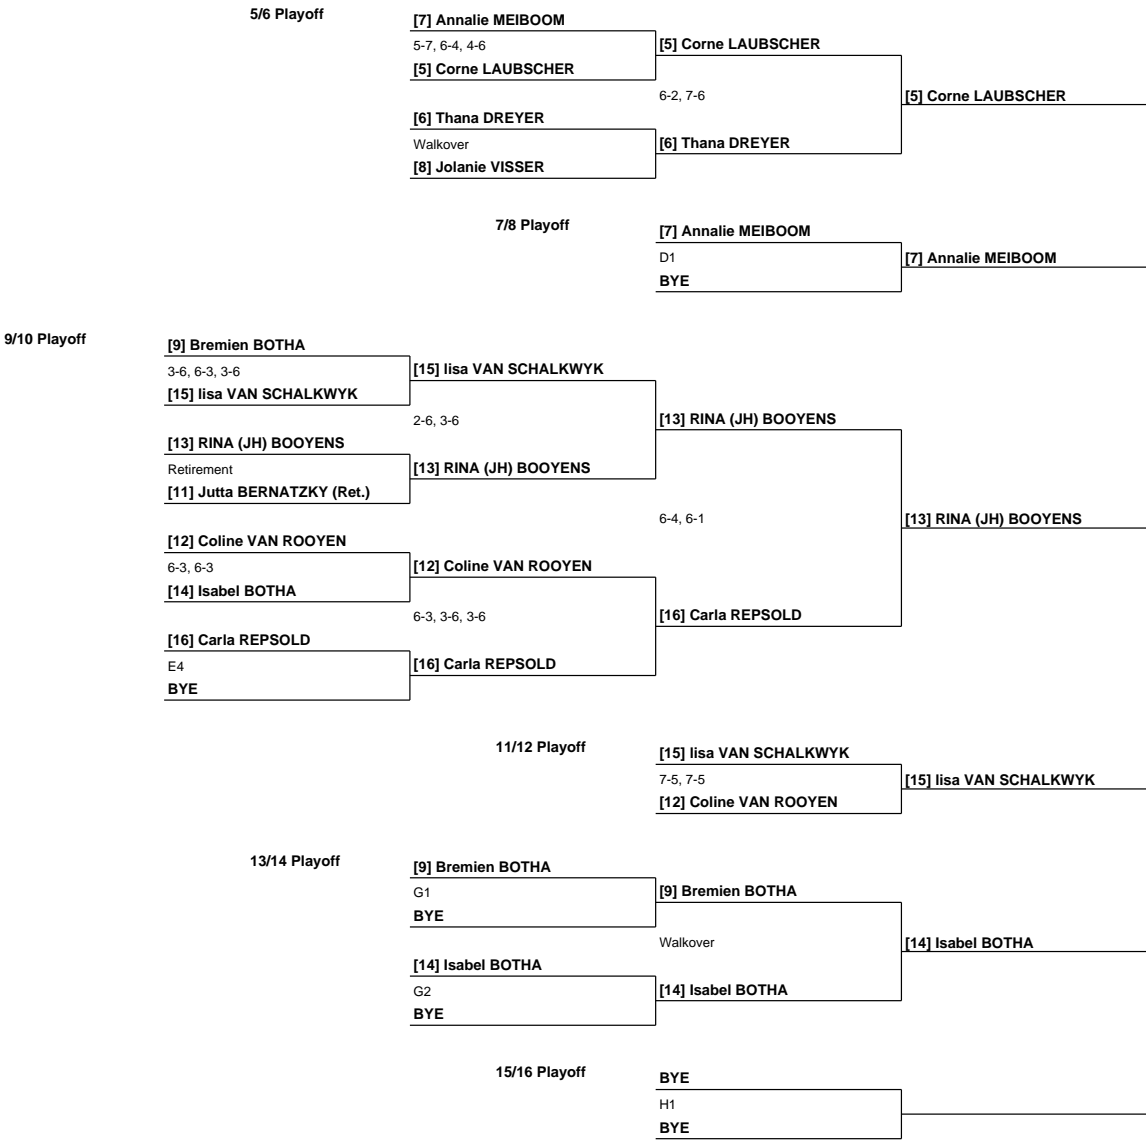 5/6 Playoff
[7] Annalie MEIBOOM
5-7, 6-4, 4-6
[5] Corne LAUBSCHER
[5] Corne LAUBSCHER
6-2, 7-6
[5] Corne LAUBSCHER
[6] Thana DREYER
Walkover
[6] Thana DREYER
[8] Jolanie VISSER
7/8 Playoff
[7] Annalie MEIBOOM
D1
[7] Annalie MEIBOOM
BYE
9/10 Playoff
[9] Bremien BOTHA
3-6, 6-3, 3-6
[15] lisa VAN SCHALKWYK
[15] lisa VAN SCHALKWYK
2-6, 3-6
[13] RINA (JH) BOOYENS
[13] RINA (JH) BOOYENS
Retirement
[13] RINA (JH) BOOYENS
[11] Jutta BERNATZKY (Ret.)
6-4, 6-1
[13] RINA (JH) BOOYENS
[12] Coline VAN ROOYEN
6-3, 6-3
[12] Coline VAN ROOYEN
[14] Isabel BOTHA
6-3, 3-6, 3-6
[16] Carla REPSOLD
[16] Carla REPSOLD
E4
[16] Carla REPSOLD
BYE
11/12 Playoff
[15] lisa VAN SCHALKWYK
7-5, 7-5
[15] lisa VAN SCHALKWYK
[12] Coline VAN ROOYEN
13/14 Playoff
[9] Bremien BOTHA
G1
[9] Bremien BOTHA
BYE
Walkover
[14] Isabel BOTHA
[14] Isabel BOTHA
G2
[14] Isabel BOTHA
BYE
15/16 Playoff
BYE
H1
BYE